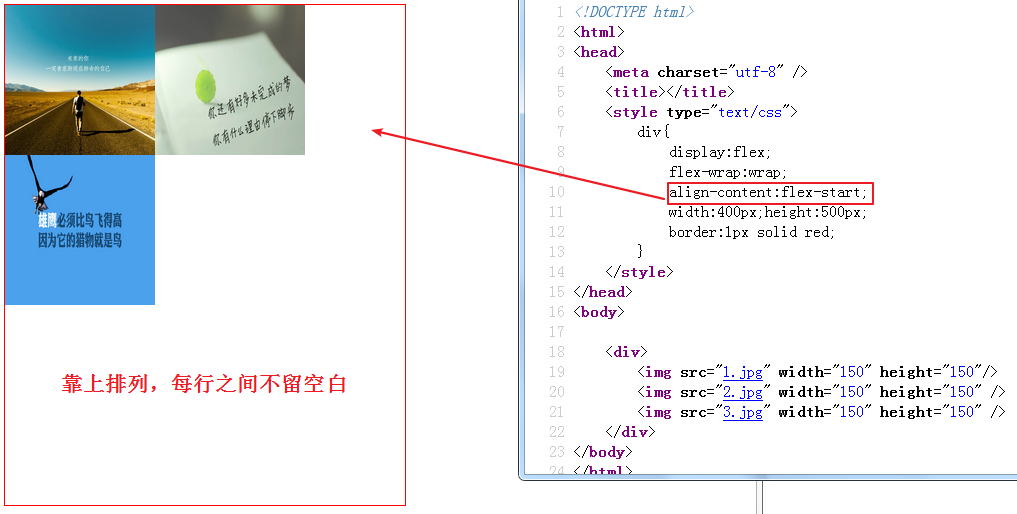 未来的你
一定会感谢现在拼命的自己
你还有好多未完成的梦
你有什么理由停下脚步
雄鹰必须比鸟飞得高
因为它的猎物就是鸟
靠上排列，每行之间不留空白
1 <!DOCTYPE html>
2 <html>
3 <head>
4 <meta charset="utf-8" />
5 <title></title>
6 <style type="text/css">
7 div{
8 display:flex;
9 flex-wrap:wrap;
10 align-content:flex-start;
11 width:400px;height:500px;
12 border:1px solid red;
13 }
14 </style>
15 </head>
16 <body>
17
18 <div>
19 <img src="1.jpg" width="150" height="150"/>
20 <img src="2.jpg" width="150" height="150" />
21 <img src="3.jpg" width="150" height="150" />
22 </div>
23 </body>
24 </html>